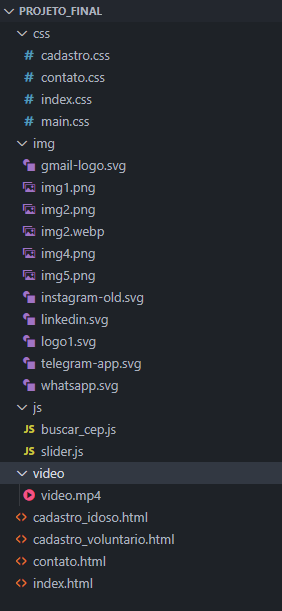 PROJETO_FINAL
css
# cadastro.css
# contato.css
# index.css
# main.css
img
gmail-logo.svg
img1.png
img2.png
img2.webp
img4.png
img5.png
instagram-old.svg
linkedin.svg
logo1.svg
telegram-app.svg
whatsapp.svg
js
JS buscar_cep.js
JS slider.js
video
video.mp4
<> cadastro_idoso.html
<> cadastro_voluntario.html
<> contato.html
<> index.html